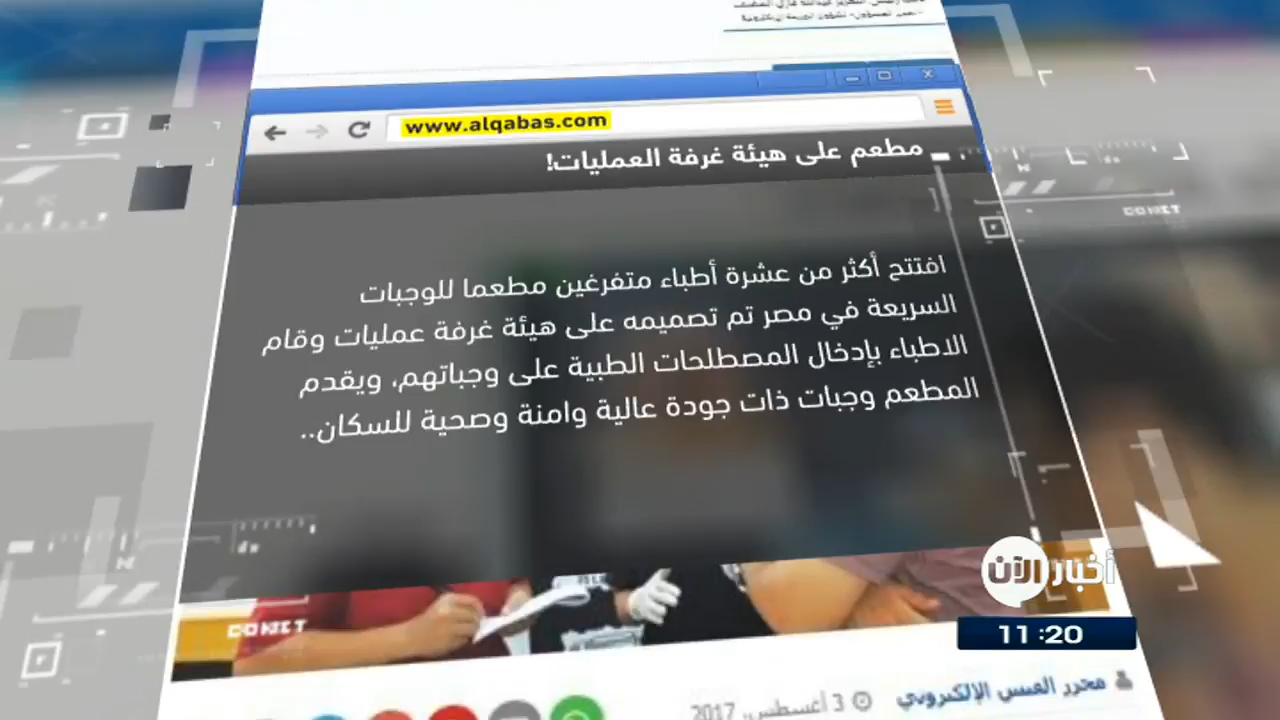 www.alqabas.com
مطعم على هيئة غرفة العمليات!
افتتح أكثر من عشرة أطباء متفرغين مطعما للوجبات
السريعة في مصر تم تصميمه على هيئة غرفة عمليات وقام
الاطباء بإدخال المصطلحات الطبية على وجباتهم، ويقدم
المطعم وجبات ذات جودة عالية وامنة وصحية للسكان..
أخبار الآن
11:20
محرر القبس الإلكتروني
3 أغسطس، 2017